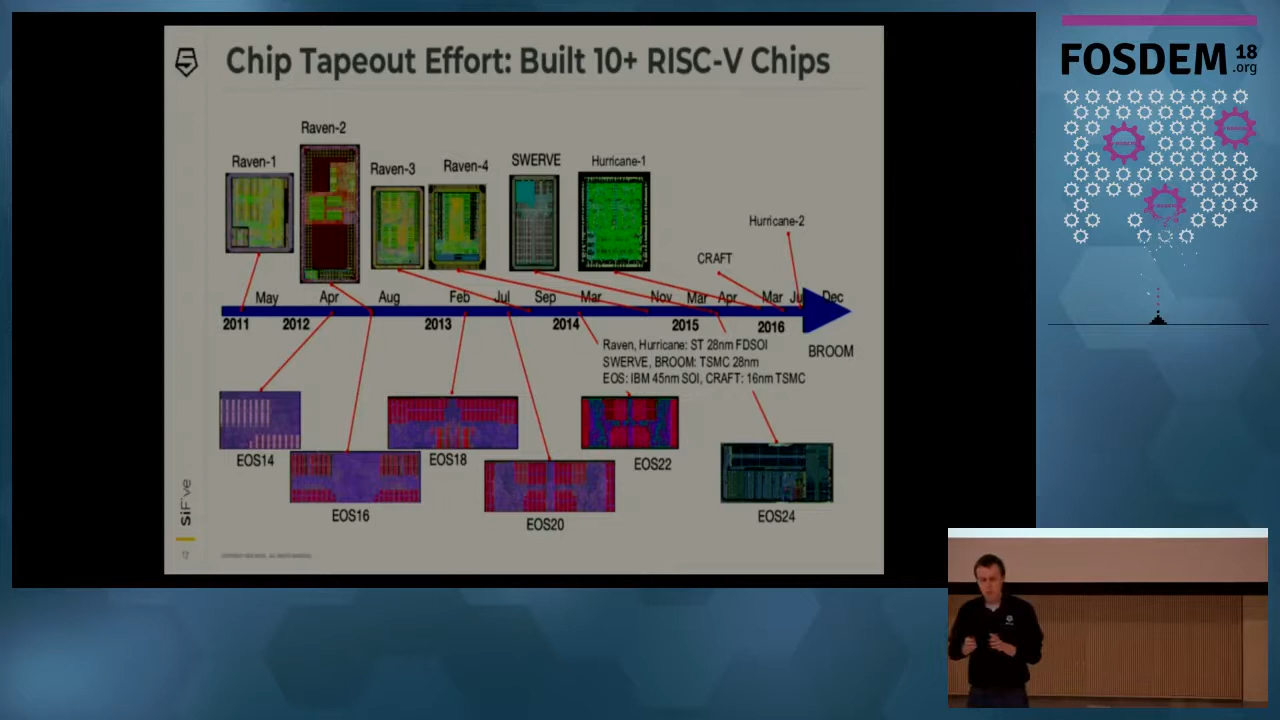 Chip Tapeout Effort: Built 10+ RISC-V Chips
Raven-1
Raven-2
Raven-3
Raven-4
SWERVE
Hurricane-1
Hurricane-2
CRAFT
May
Apr
Aug
Feb
Jul
Sep
Mar
Nov
Mar
Apr
Mar
Ju
Dec
2011
2012
2013
2014
2015
2016
BROOM
Raven, Hurricane: ST 28nm FDSOI
SWERVE, BROOM: TSMC 28nm
EOS: IBM 45nm SOI, CRAFT: 16nm TSMC
EOS14
EOS16
EOS18
EOS20
EOS22
EOS24
SiFive
FOSDEM 18
.org